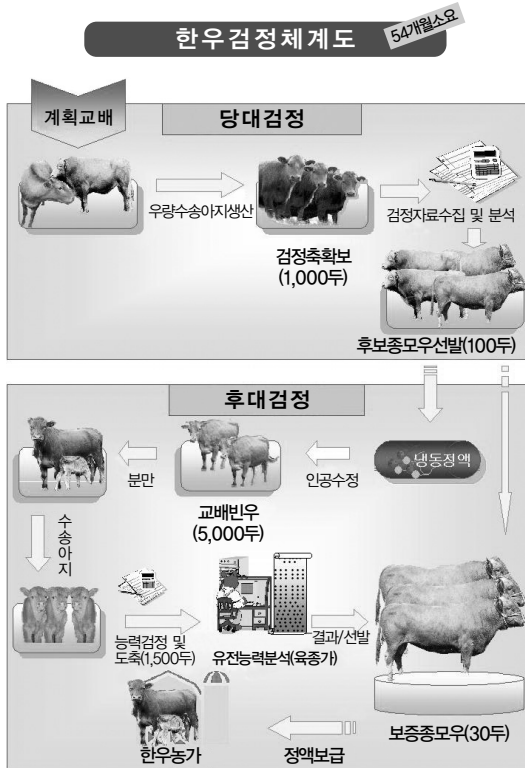 한우검정체계도
54개월소요
계획교배
당대검정
우량수송아지생산
검정축확보
(1,000두)
검정자료수집 및 분석
후보종모우선발(100두)
후대검정
냉동정액
인공수정
교배빈우
(5,000두)
분만
수송아지
능력검정 및
도축(1,500두)
유전능력분석(육종가)
결과/선발
보증종모우(30두)
정액보급
한우농가